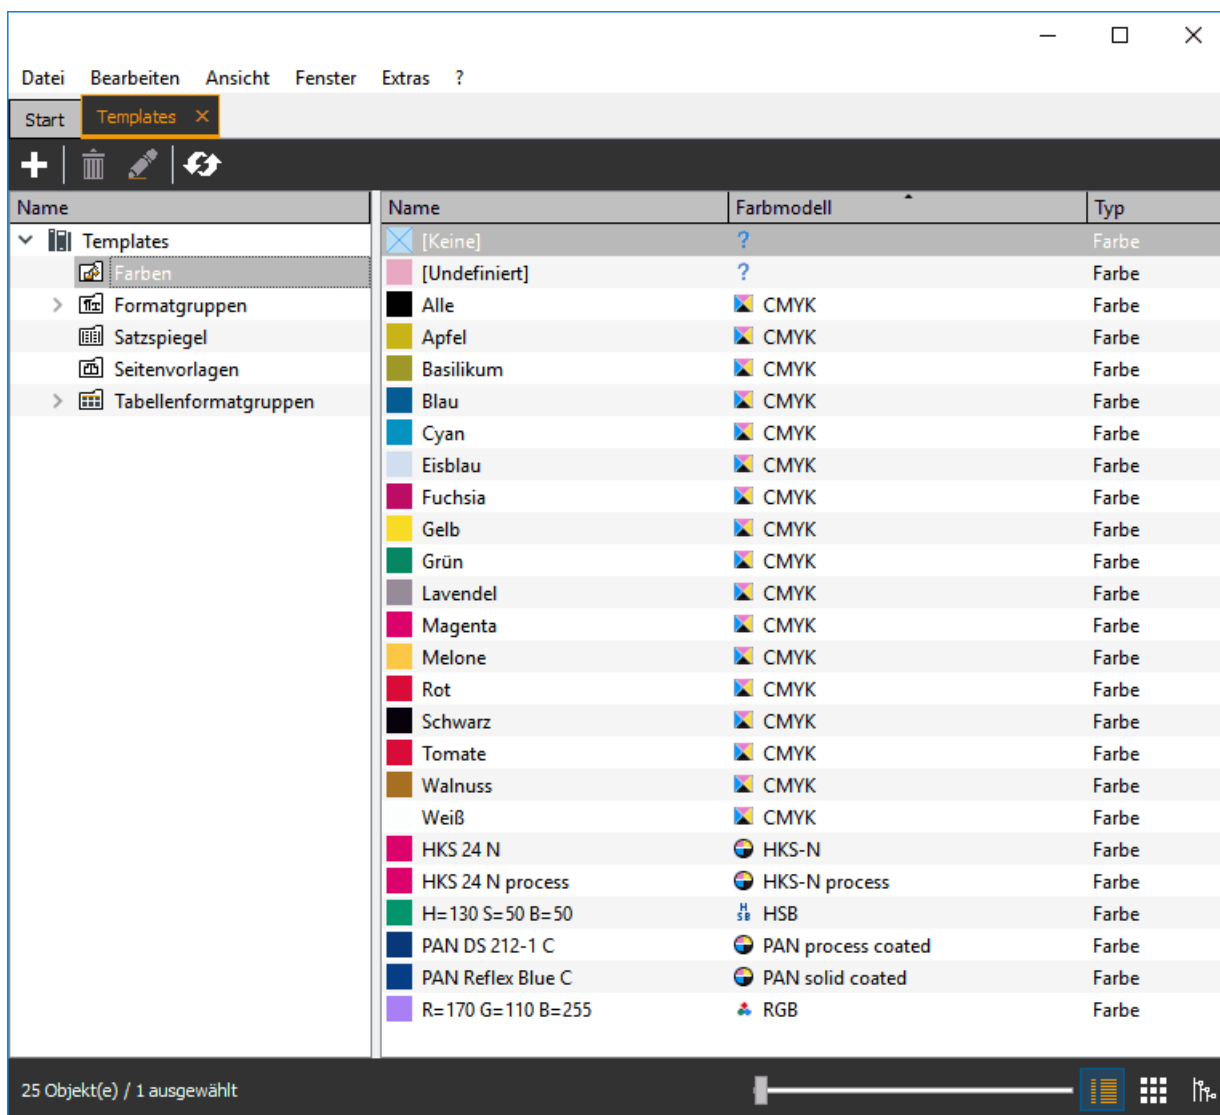 Datei Bearbeiten Ansicht Fenster Extras ?
Start Templates
Name Name Farbmodell Typ
Templates [Keine] ? Farbe
Farben [Undefiniert] ? Farbe
Formatgruppen Alle CMYK Farbe
Satzspiegel Apfel CMYK Farbe
Seitenvorlagen Basilikum CMYK Farbe
Tabellenformatgruppen Blau CMYK Farbe
Cyan CMYK Farbe
Eisblau CMYK Farbe
Fuchsia CMYK Farbe
Gelb CMYK Farbe
Grün CMYK Farbe
Lavendel CMYK Farbe
Magenta CMYK Farbe
Melone CMYK Farbe
Rot CMYK Farbe
Schwarz CMYK Farbe
Tomate CMYK Farbe
Walnuss CMYK Farbe
Weiß CMYK Farbe
HKS 24 N HKS-N Farbe
HKS 24 N process HKS-N process Farbe
H=130 S=50 B=50 HSB Farbe
PAN DS 212-1 C PAN process coated Farbe
PAN Reflex Blue C PAN solid coated Farbe
R=170 G=110 B=255 RGB Farbe
25 Objekt(e) / 1 ausgewählt